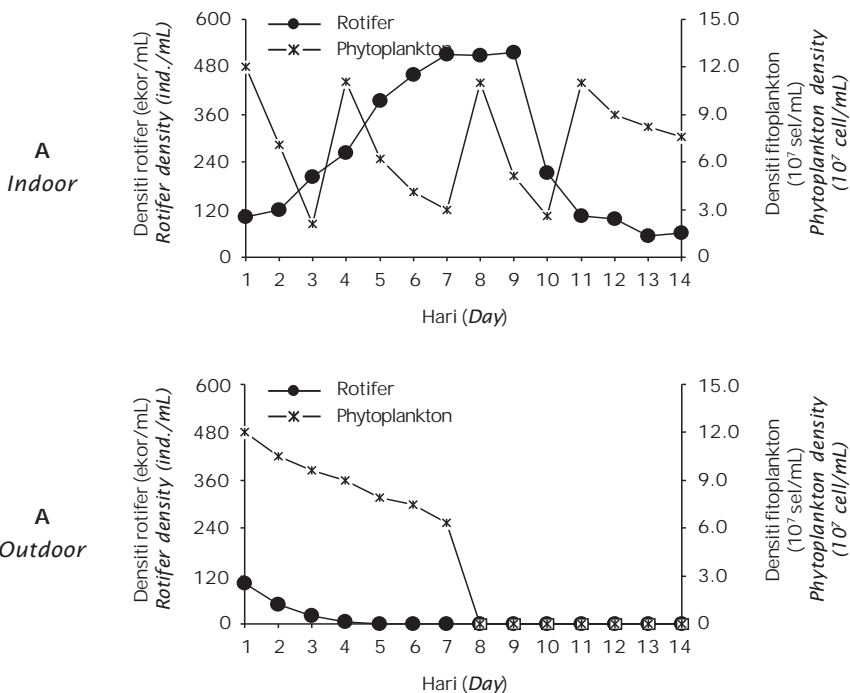 600
480
360
240
120
0
15.0
12.0
9.0
6.0
3.0
0
Rotifer
Phytoplankton
A
Indoor
Densiti rotifer (ekor/mL)
Rotifer density (ind./mL)
Densiti fitoplankton
(10⁷ sel/mL)
Phytoplankton density
(10⁷ cell/mL)
1 2 3 4 5 6 7 8 9 10 11 12 13 14
Hari (Day)
600
480
360
240
120
0
15.0
12.0
9.0
6.0
3.0
0
Rotifer
Phytoplankton
A
Outdoor
Densiti rotifer (ekor/mL)
Rotifer density (ind./mL)
Densiti fitoplankton
(10⁷ sel/mL)
Phytoplankton density
(10⁷ cell/mL)
1 2 3 4 5 6 7 8 9 10 11 12 13 14
Hari (Day)